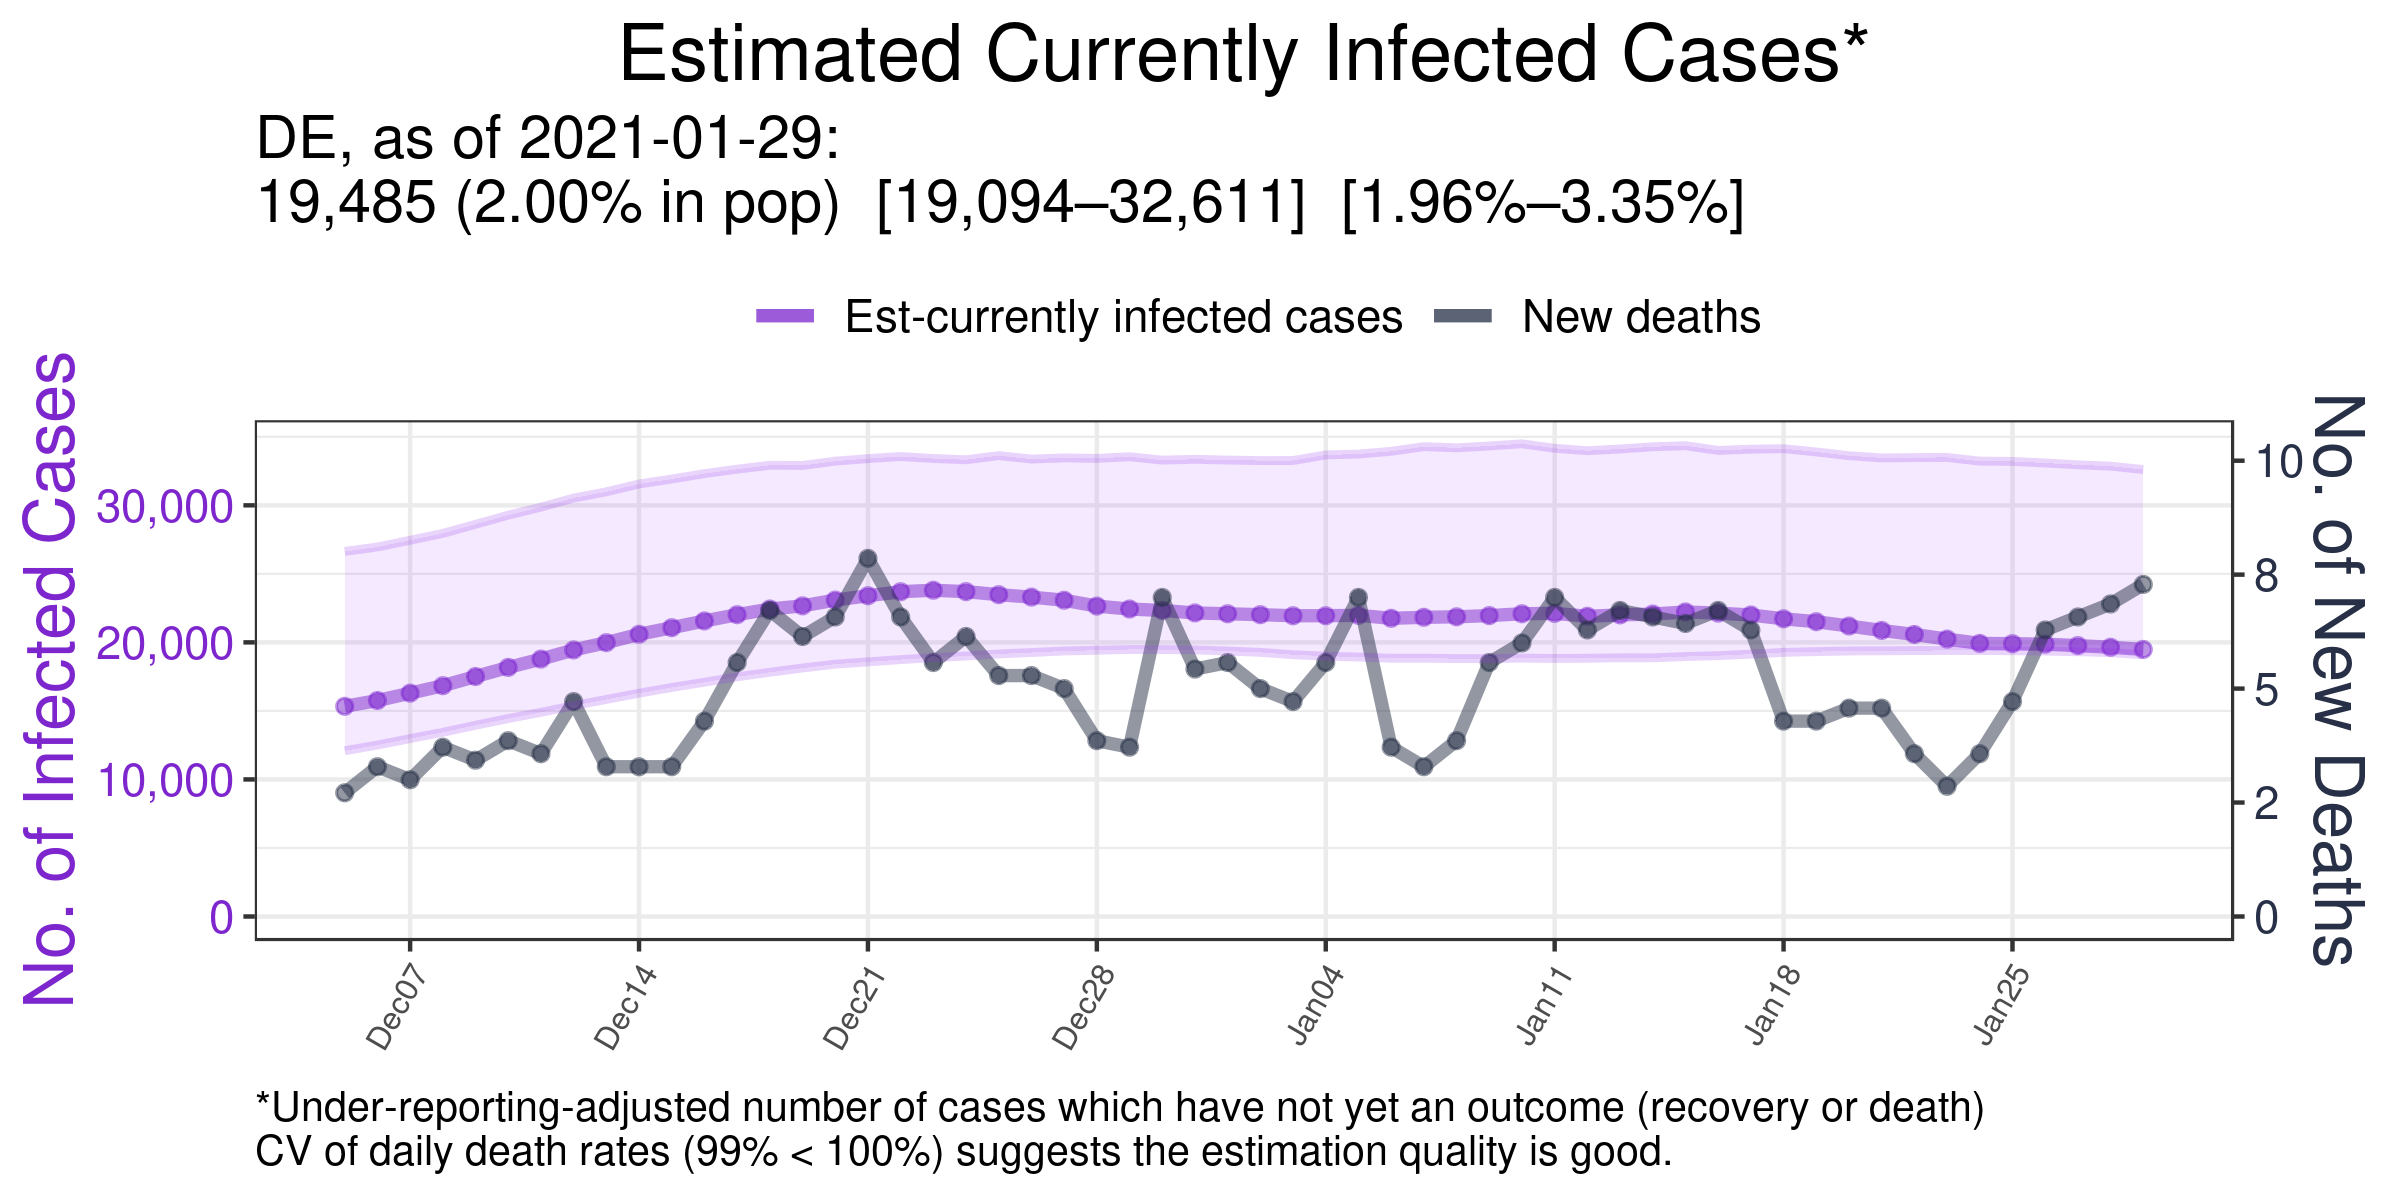 Estimated Currently Infected Cases*
DE, as of 2021-01-29:
19,485 (2.00% in pop)  [19,094–32,611]  [1.96%–3.35%]
Est-currently infected cases
New deaths
No. of Infected Cases
30,000
20,000
10,000
0
10
8
5
2
0
No. of New Deaths
Dec07
Dec14
Dec21
Dec28
Jan04
Jan11
Jan18
Jan25
*Under-reporting-adjusted number of cases which have not yet an outcome (recovery or death)
CV of daily death rates (99% < 100%) suggests the estimation quality is good.